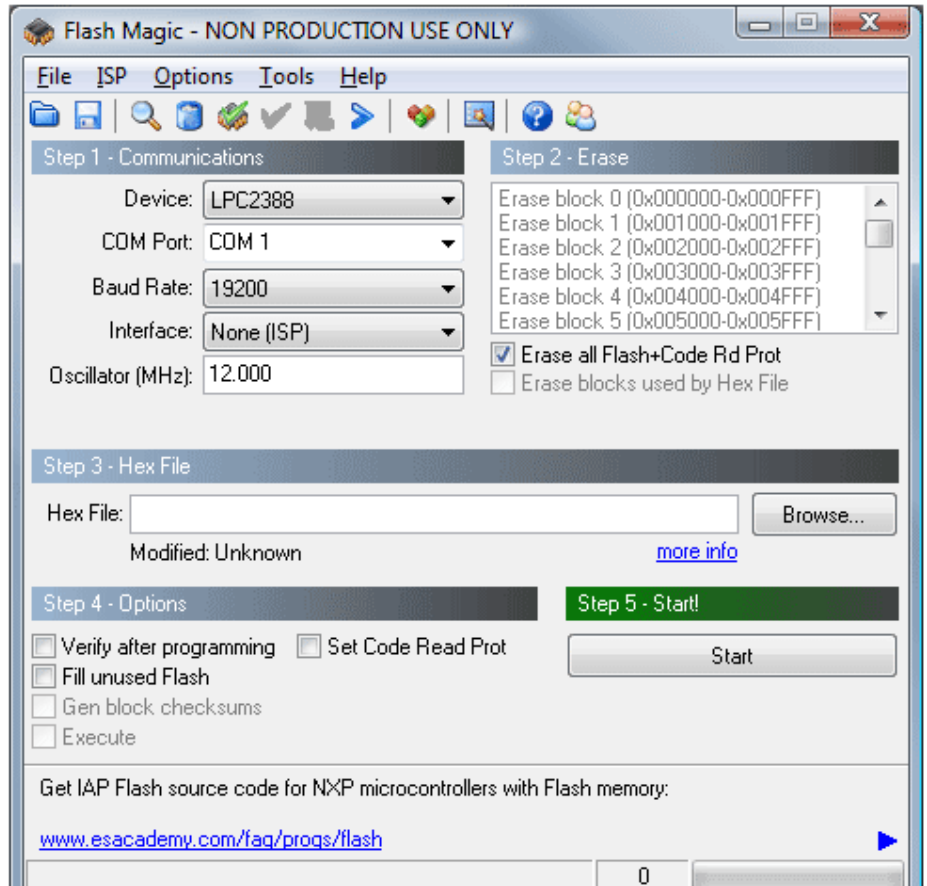 Flash Magic - NON PRODUCTION USE ONLY
File ISP Options Tools Help
Step 1 - Communications
Device: LPC2388
COM Port: COM 1
Baud Rate: 19200
Interface: None (ISP)
Oscillator (MHz): 12.000
Step 2 - Erase
Erase block 0 (0x000000-0x000FFF)
Erase block 1 (0x001000-0x001FFF)
Erase block 2 (0x002000-0x002FFF)
Erase block 3 (0x003000-0x003FFF)
Erase block 4 (0x004000-0x004FFF)
Erase block 5 (0x005000-0x005FFF)
Erase all Flash+Code Rd Prot
Erase blocks used by Hex File
Step 3 - Hex File
Hex File: Browse...
Modified: Unknown more info
Step 4 - Options
Verify after programming Set Code Read Prot
Fill unused Flash
Gen block checksums
Execute
Step 5 - Start!
Start
Get IAP Flash source code for NXP microcontrollers with Flash memory:
www.esacademy.com/faq/progs/flash
0